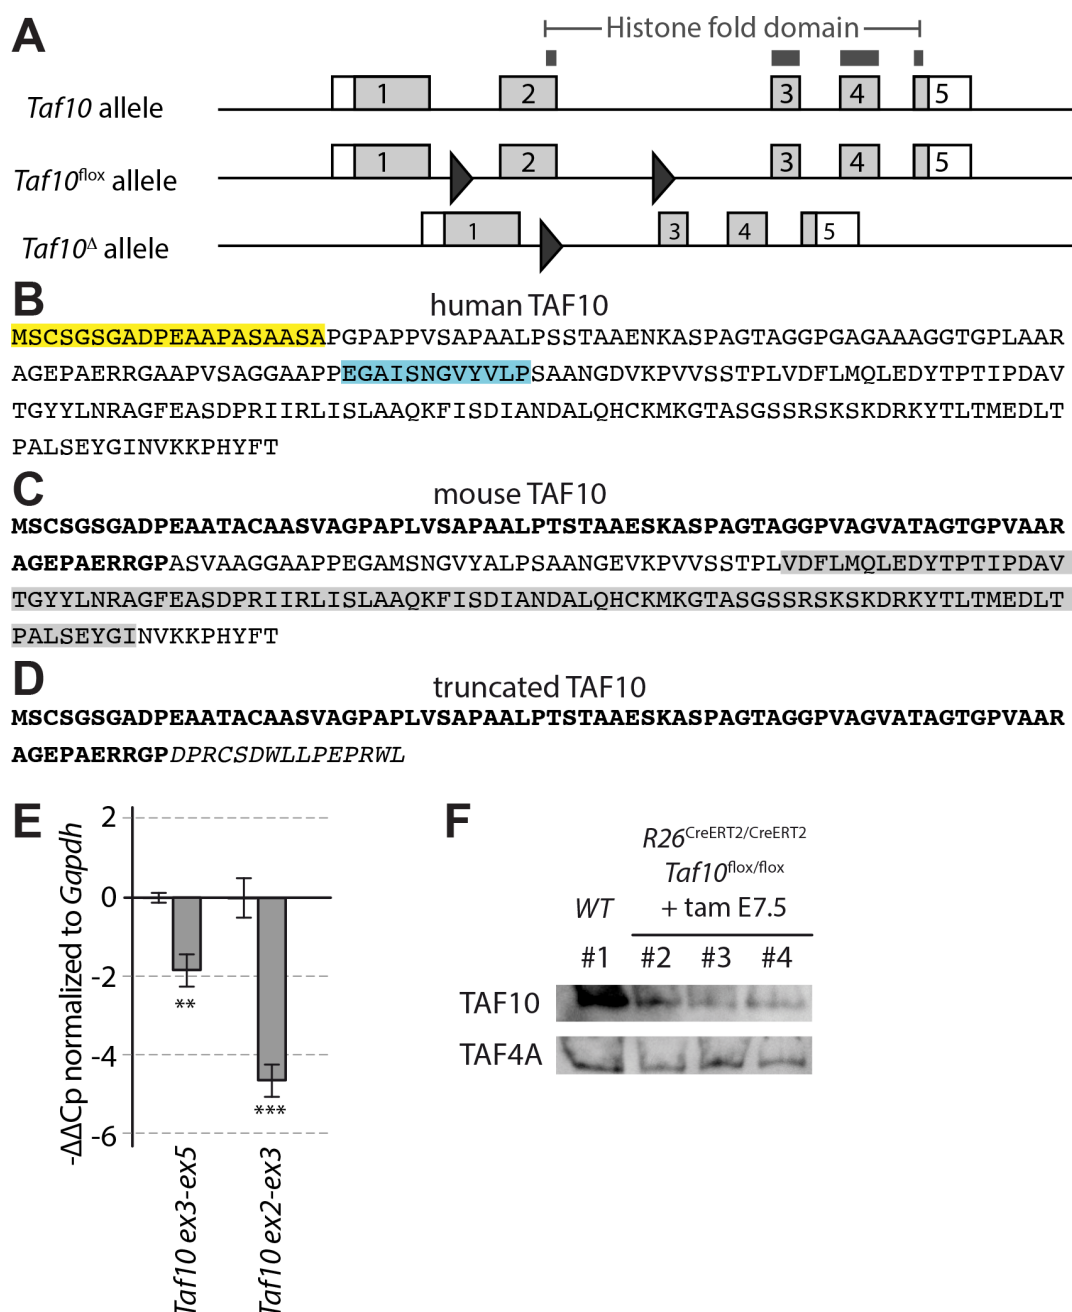 A
Histone fold domain
Taf10 allele
1 2 3 4 5
Taf10flox allele
1 2 3 4 5
Taf10Δ allele
1 3 4 5
B
human TAF10
MSCSGSGADPEAAPASAASAPGPAPPVSAPAALPSSTAAENKASPAGTAGGPGAGAAAGGTGPLAAR
AGEPAERRGAAPVSAGGAAPPEGAISNGVYVLPSAANGDVKPVVSSTPLVDFLMQLEDYTPTIPDAV
TGYYLNRAGFEASDPRIIRLISLAAQKFISDIANDALQHCKMKGTASGSSRSKSKDRKYTLTMEDLT
PALSEYGINVKKPHYFT
C
mouse TAF10
MSCSGSGADPEAATACAASVAGPAPLVSAPAALPTSTAAESKASPAGTAGGPVAGVATAGTGPVAAR
AGEPAERRGPASVAAGGAAPPEGAMSNGVYALPSAANGEVKPVVSSTPLVDFLMQLEDYTPTIPDAV
TGYYLNRAGFEASDPRIIRLISLAAQKFISDIANDALQHCKMKGTASGSSRSKSKDRKYTLTMEDLT
PALSEYGINVKKPHYFT
D
truncated TAF10
MSCSGSGADPEAATACAASVAGPAPLVSAPAALPTSTAAESKASPAGTAGGPVAGVATAGTGPVAAR
AGEPAERRGPDPRCSDWLLPEPRWL
E
-ΔΔCp normalized to Gapdh
2
0
-2
-4
-6
**
***
Taf10 ex3-ex5
Taf10 ex2-ex3
F
R26CreERT2/CreERT2
Taf10flox/flox
WT + tam E7.5
#1 #2 #3 #4
TAF10
TAF4A